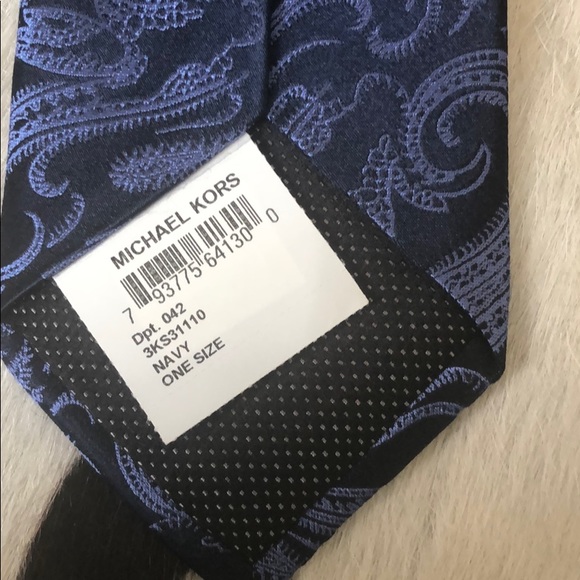 MICHAEL KORS
7 93775 64130 0
Dpt. 042
3KS31110
NAVY
ONE SIZE